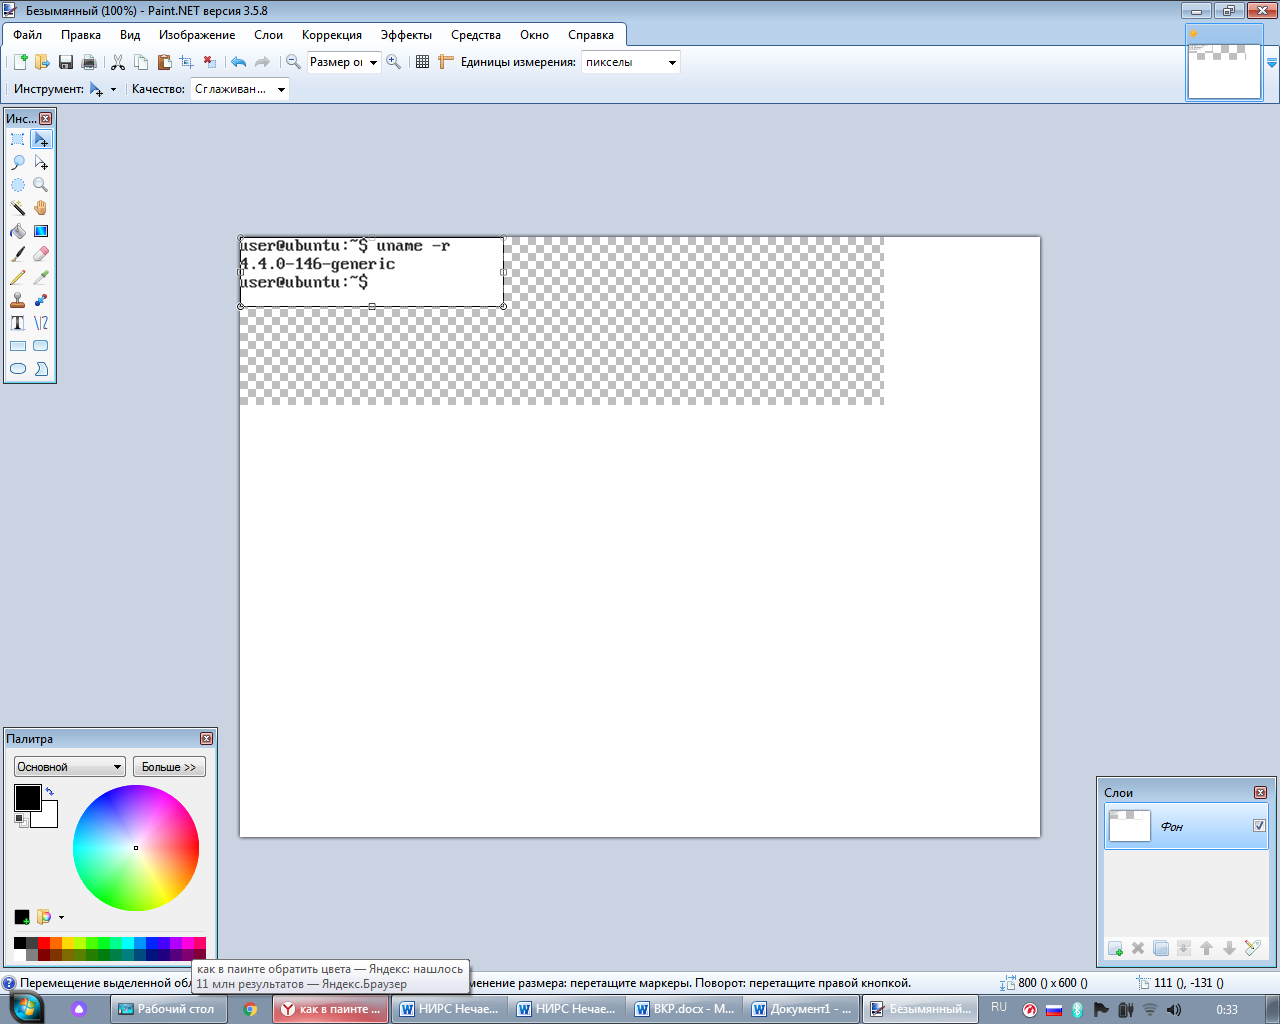 Безымянный (100%) - Paint.NET версия 3.5.8
Файл Правка Вид Изображение Слои Коррекция Эффекты Средства Окно Справка
Размер ок Единицы измерения: пикселы
Инструмент: Качество: Сглаживан...
Инс...
user@ubuntu:~$ uname -r
4.4.0-146-generic
user@ubuntu:~$
Палитра
Основной Больше >>
Слои
Фон
как в паинте обратить цвета — Яндекс: нашлось
11 млн результатов — Яндекс.Браузер
Перемещение выделенной обл менение размера: перетащите маркеры. Поворот: перетащите правой кнопкой. 800 () x 600 () 111 (), -131 ()
Рабочий стол как в паинте ... НИРС Нечае... НИРС Нечае... ВКР.docx - M... Документ1 - ... Безымянный... RU 0:33